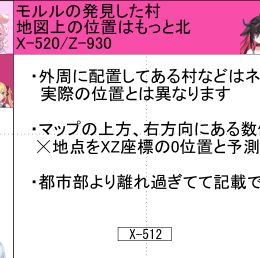 モルルの発見した村
地図上の位置はもっと北
X-520/Z-930
・外周に配置してある村などはネ
実際の位置とは異なります
・マップの上方、右方向にある数
×地点をXZ座標の0位置と予測
・都市部より離れ過ぎてて記載で
X-512